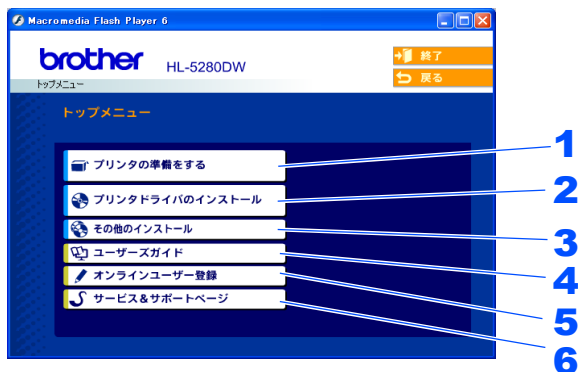 Macromedia Flash Player 6
brother HL-5280DW
終了
戻る
トップメニュー
トップメニュー
プリンタの準備をする
1
プリンタドライバのインストール
2
その他のインストール
3
ユーザーズガイド
4
オンラインユーザー登録
5
サービス&サポートページ
6